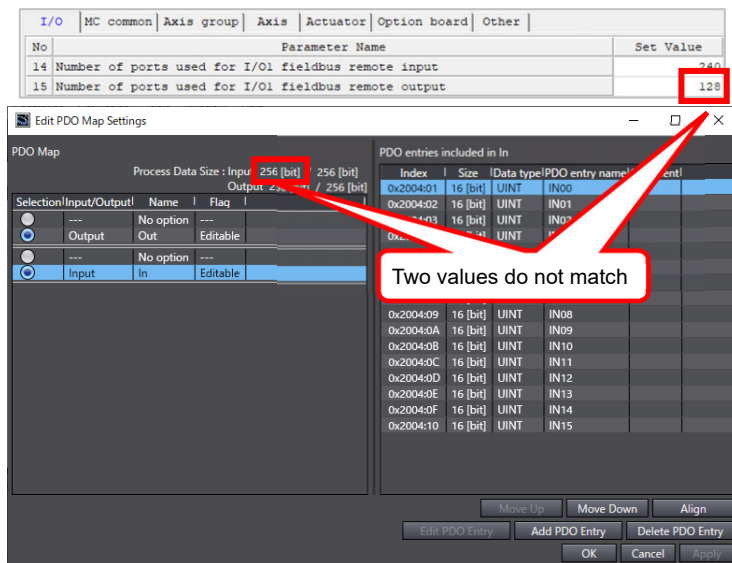 I/O MC common Axis group Axis Actuator Option board Other
No Parameter Name Set Value
14 Number of ports used for I/O1 fieldbus remote input 240
15 Number of ports used for I/O1 fieldbus remote output 128
Edit PDO Map Settings
PDO Map
Process Data Size : Input 256 [bit] / 256 [bit]
Output [bit] / 256 [bit]
Selection Input/Output Name Flag
--- No option ---
Output Out Editable
--- No option ---
Input In Editable
PDO entries included in In
Index Size Data type PDO entry name
0x2004:01 16 [bit] UINT IN00
0x2004:02 16 [bit] UINT IN01
16 [bit] UINT IN02
16 [bit] UINT
Two values do not match
0x2004:09 16 [bit] UINT IN08
0x2004:0A 16 [bit] UINT IN09
0x2004:0B 16 [bit] UINT IN10
0x2004:0C 16 [bit] UINT IN11
0x2004:0D 16 [bit] UINT IN12
0x2004:0E 16 [bit] UINT IN13
0x2004:0F 16 [bit] UINT IN14
0x2004:10 16 [bit] UINT IN15
Move Up Move Down Align
Edit PDO Entry Add PDO Entry Delete PDO Entry
OK Cancel Apply